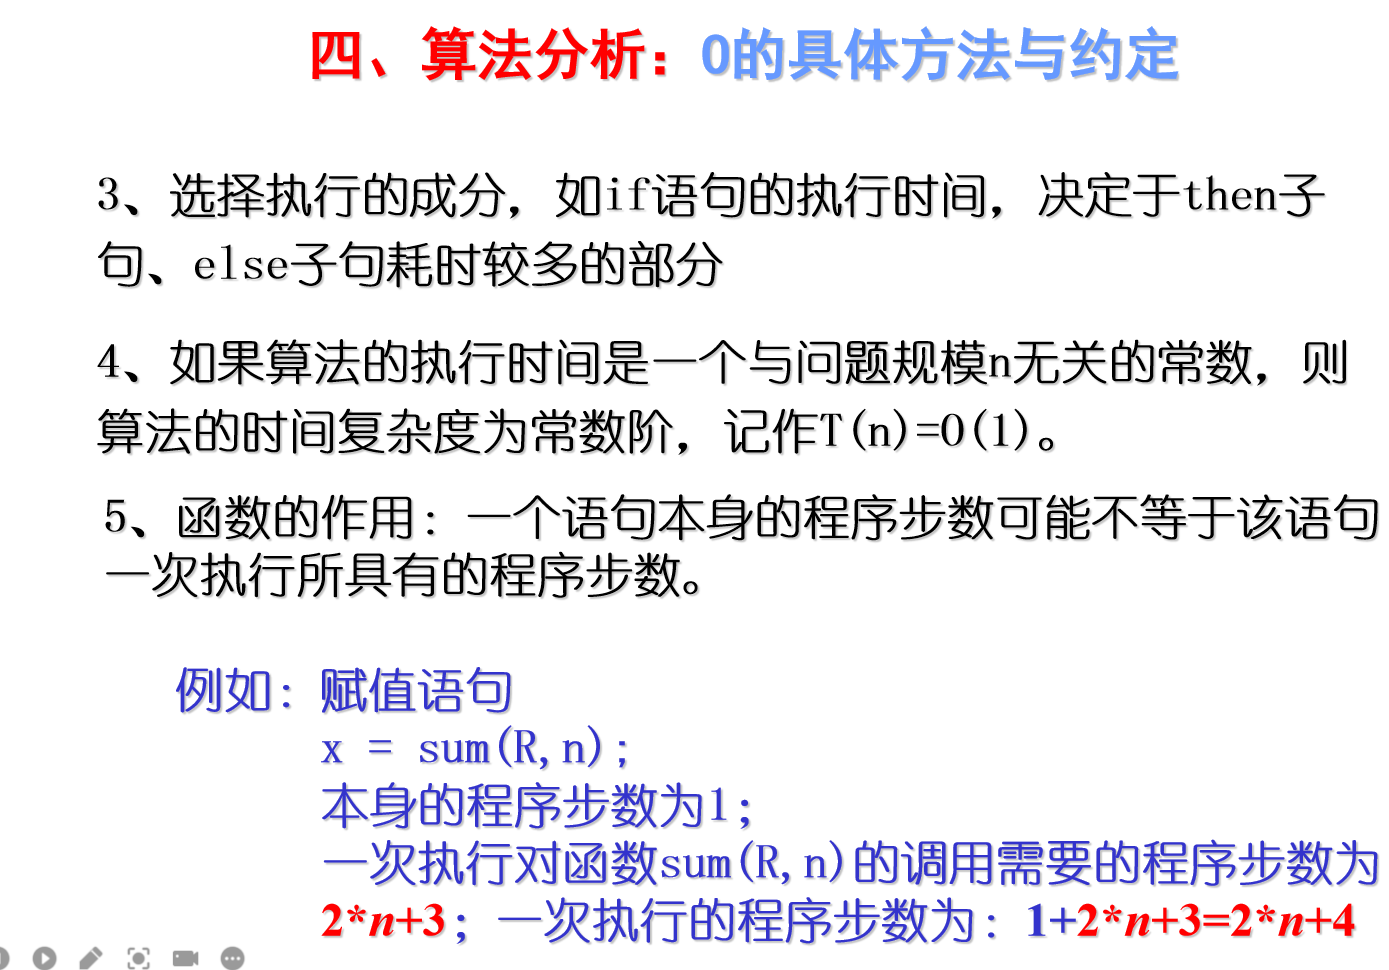 四、算法分析：O的具体方法与约定
3、选择执行的成分，如if语句的执行时间，决定于then子
句、else子句耗时较多的部分
4、如果算法的执行时间是一个与问题规模n无关的常数，则
算法的时间复杂度为常数阶，记作T(n)=O(1)。
5、函数的作用：一个语句本身的程序步数可能不等于该语句
一次执行所具有的程序步数。
例如：赋值语句
x = sum(R,n);
本身的程序步数为1；
一次执行对函数sum(R,n)的调用需要的程序步数为
2*n+3；一次执行的程序步数为：1+2*n+3=2*n+4